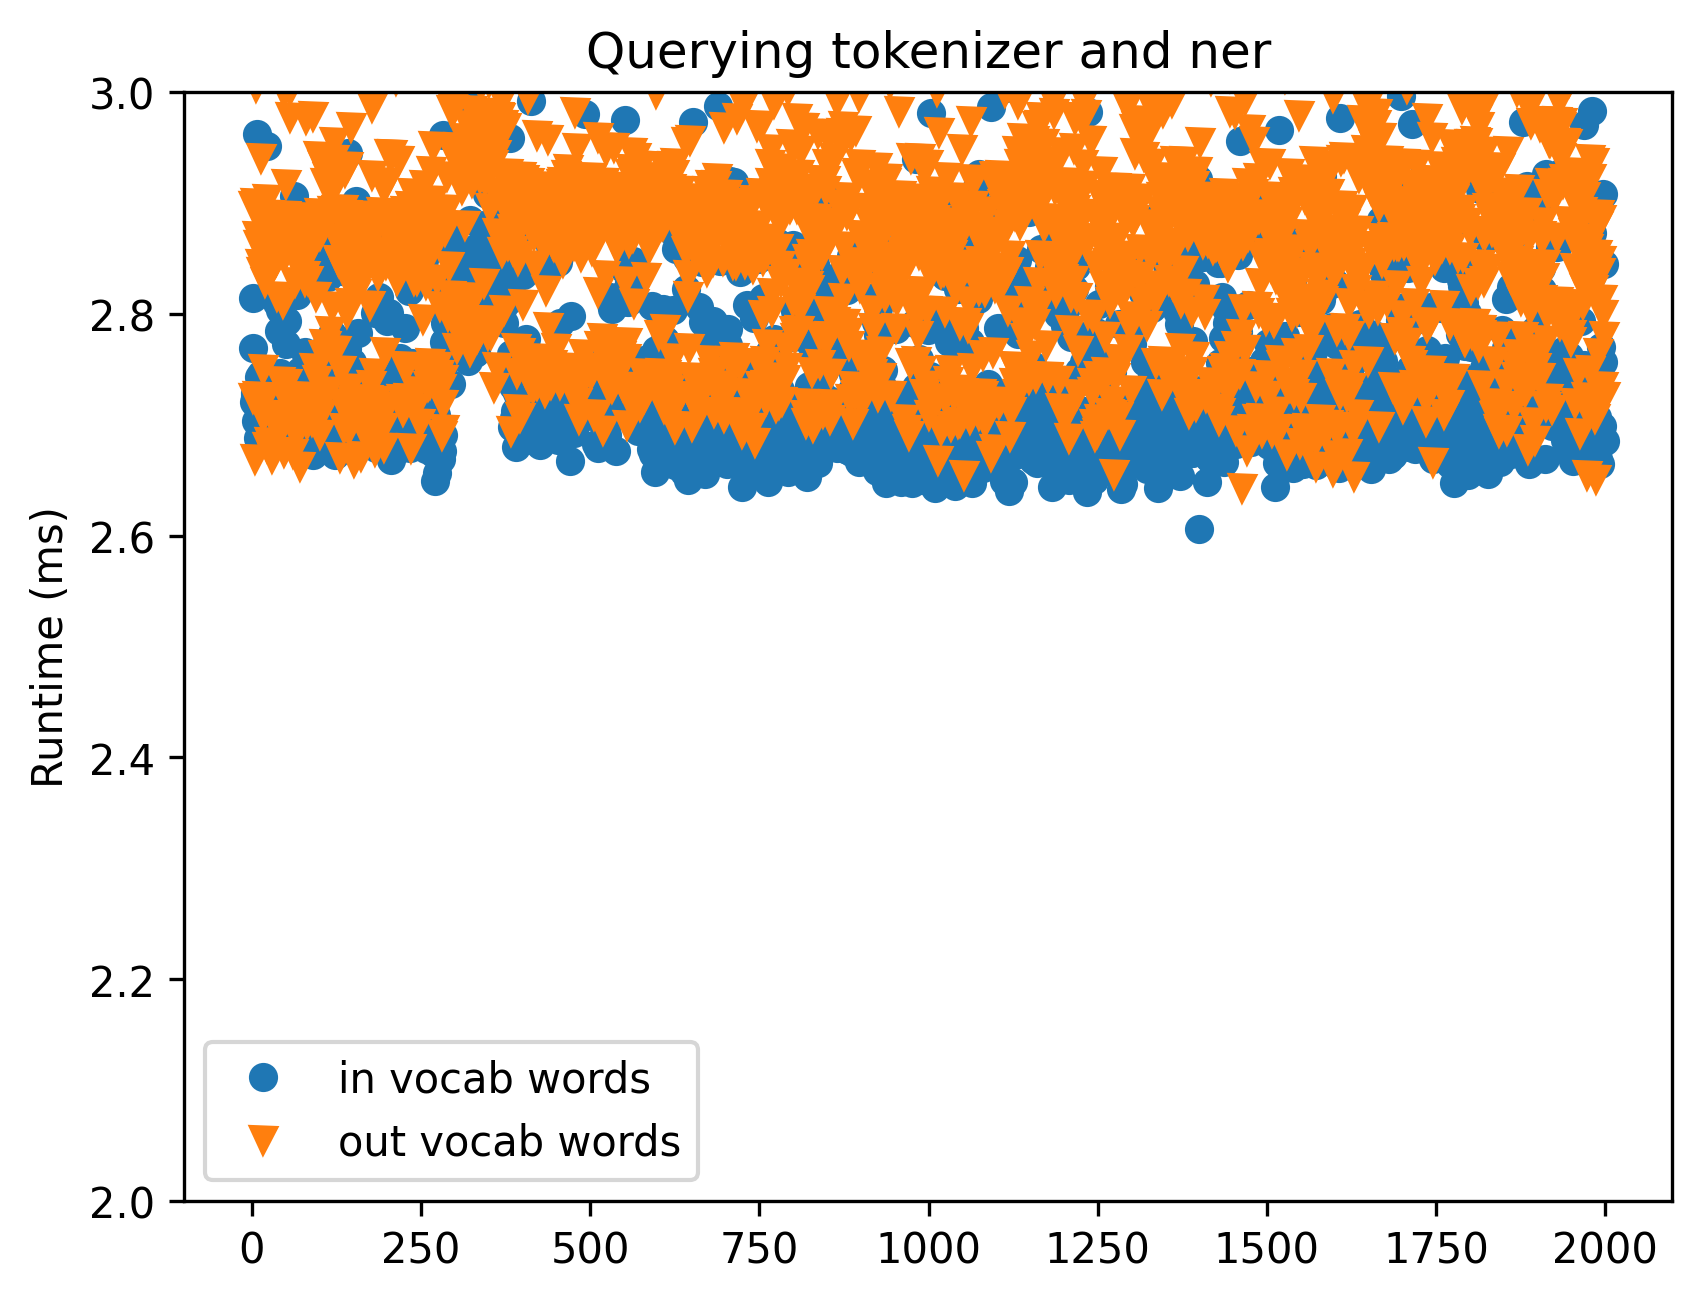 Querying tokenizer and ner
3.0
2.8
2.6
2.4
2.2
2.0
Runtime (ms)
in vocab words
out vocab words
0 250 500 750 1000 1250 1500 1750 2000